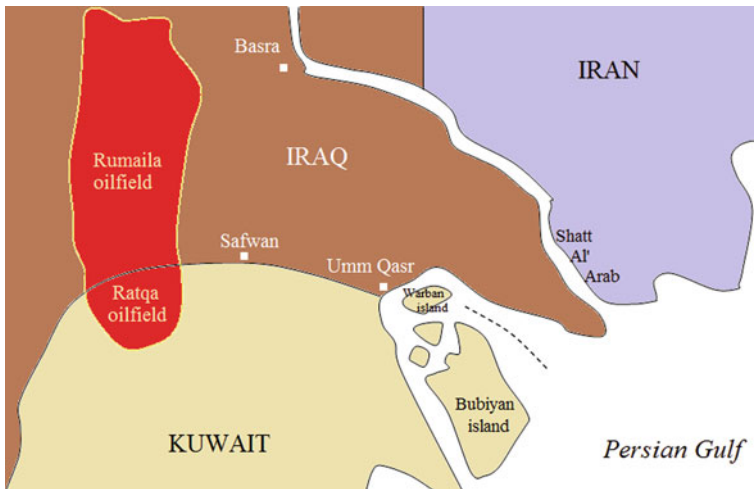 Basra
IRAN
Rumaila
oilfield
IRAQ
Shatt
Al'
Arab
Safwan
Umm Qasr
Ratqa
oilfield
Warban
island
Bubiyan
island
KUWAIT
Persian Gulf